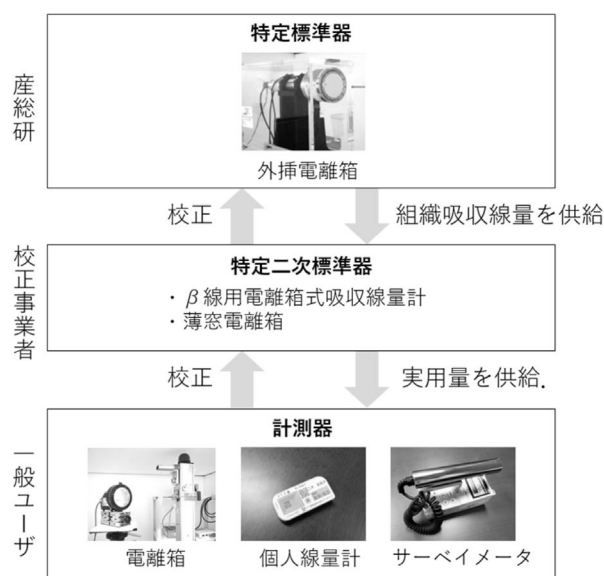 特定標準器
産総研
外挿電離箱
校正
組織吸収線量を供給
校正事業者
特定二次標準器
・β線用電離箱式吸収線量計
・薄窓電離箱
校正
実用量を供給.
一般ユーザ
計測器
電離箱
個人線量計
サーベイメータ